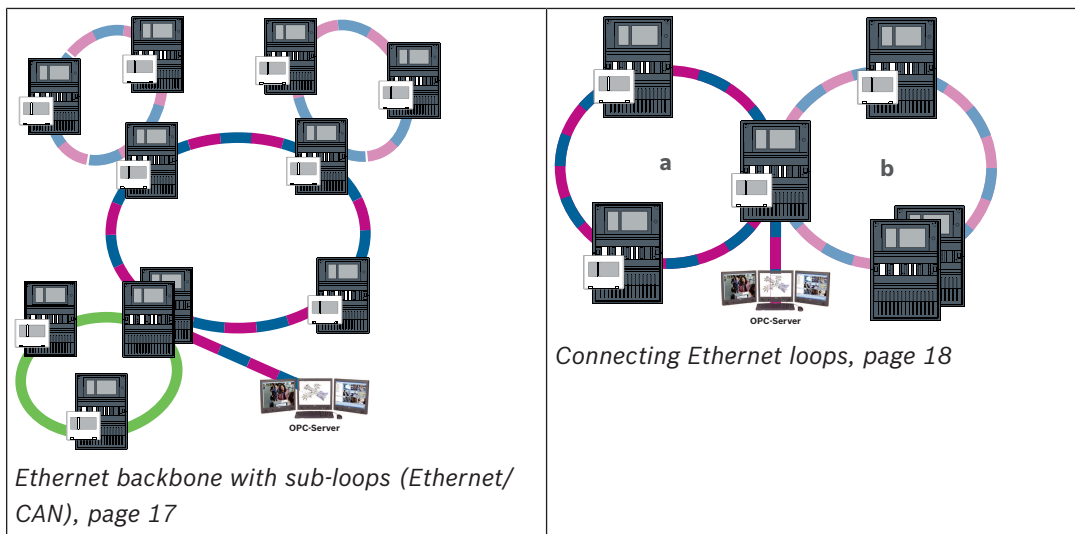 OPC-Server
Ethernet backbone with sub-loops (Ethernet/
CAN), page 17
a
b
OPC-Server
Connecting Ethernet loops, page 18